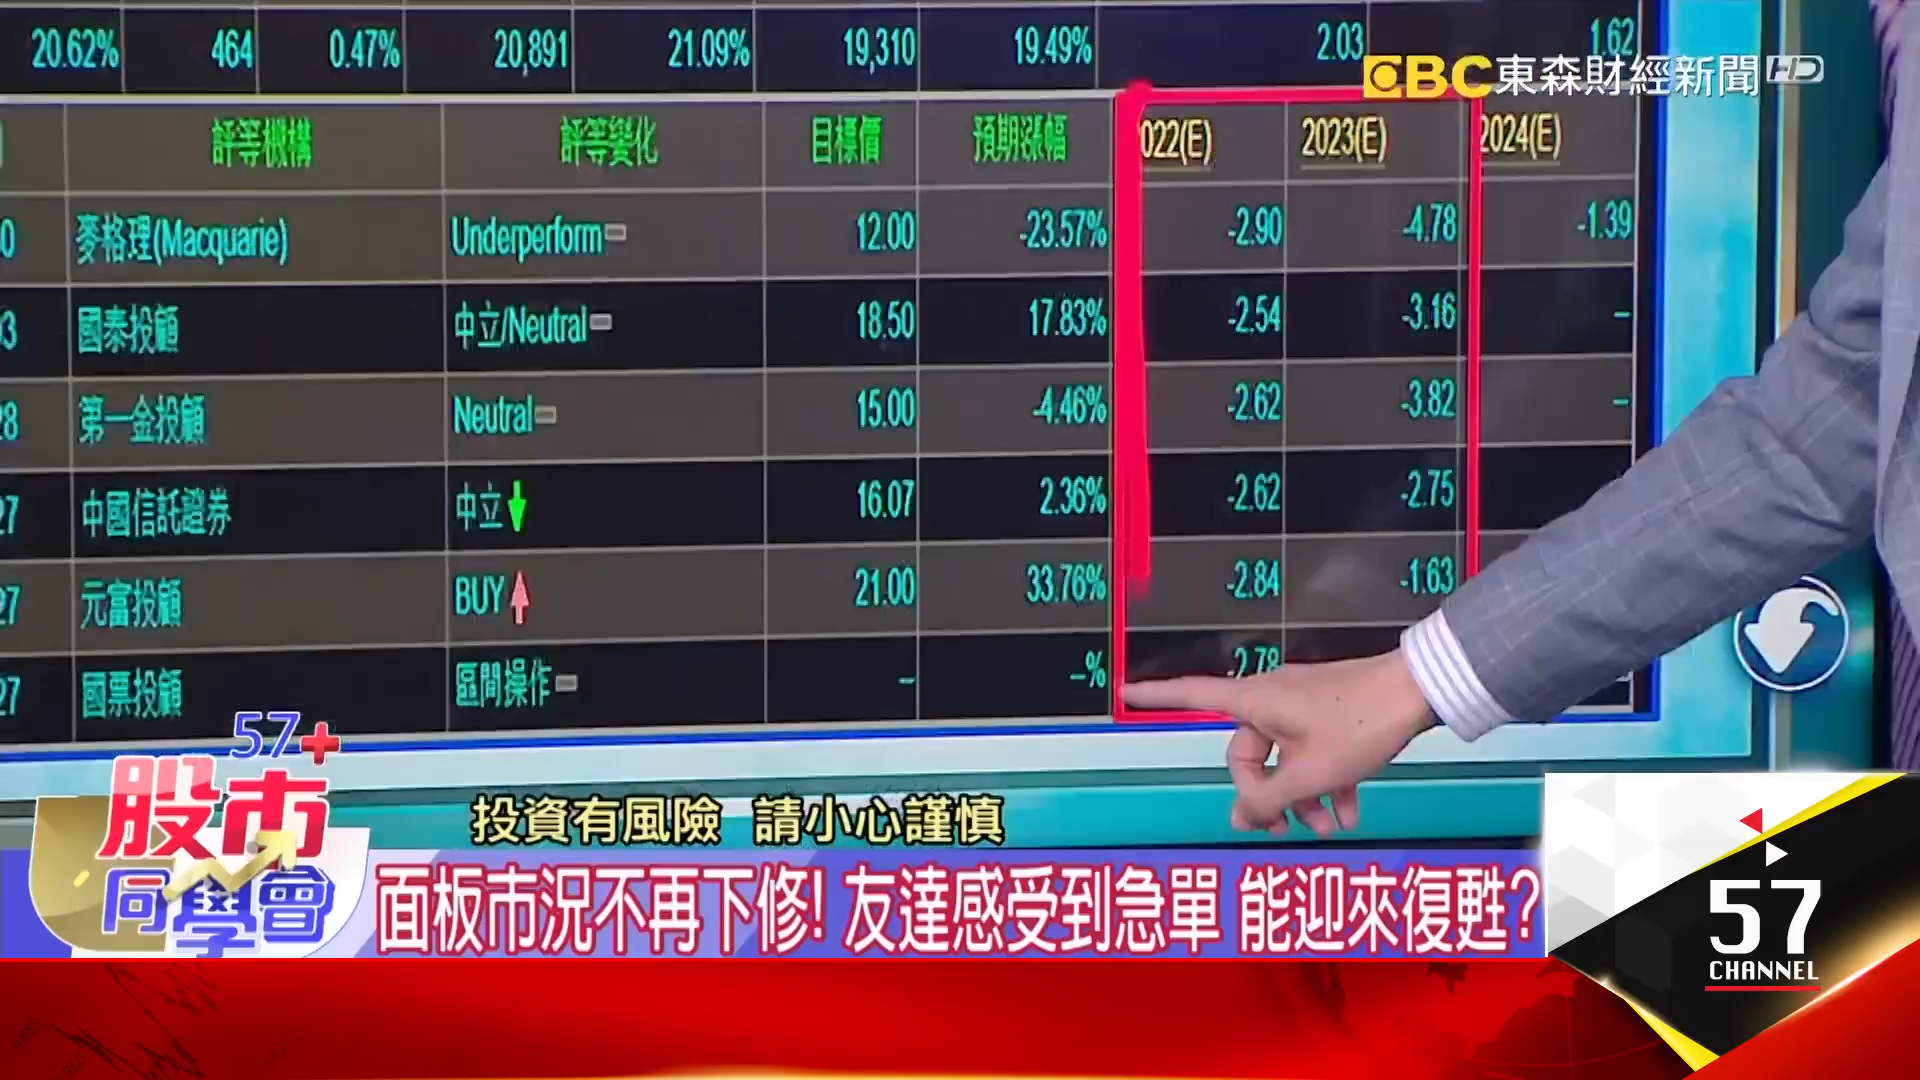 20.62% 464 0.47% 20,891 21.09% 19,310 19.49% 2.03 1.62
EBC 東森財經新聞 HD
評等機構 評等變化 目標價 預期漲幅 022(E) 2023(E) 2024(E)
0 麥格理(Macquarie) Underperform 12.00 -23.57% -2.90 -4.78 -1.39
03 國泰投顧 中立/Neutral 18.50 17.83% -2.54 -3.16 –
28 第一金投顧 Neutral 15.00 -4.46% -2.62 -3.82 –
27 中國信託證券 中立 16.07 2.36% -2.62 -2.75
27 元富投顧 BUY 21.00 33.76% -2.84 -1.63
27 國票投顧 區間操作 – –% -2.78
57+
股市
同學會
投資有風險 請小心謹慎
面板市況不再下修! 友達感受到急單 能迎來復甦?
57
CHANNEL